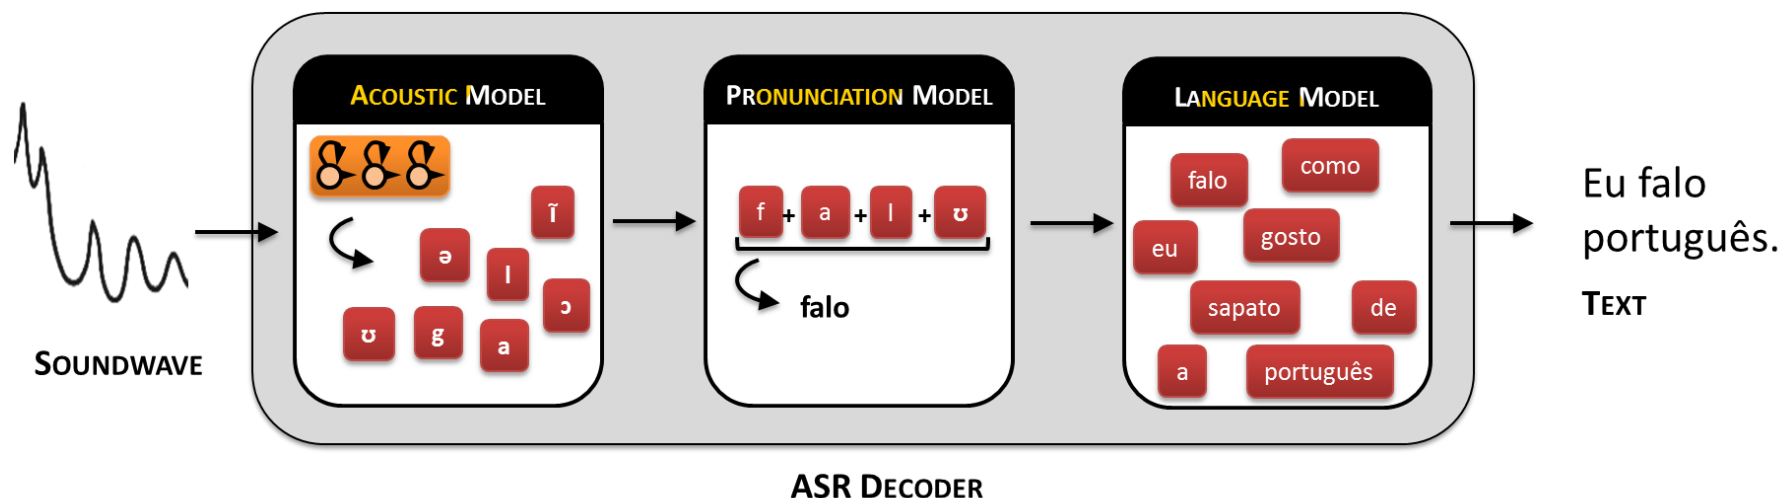 ACOUSTIC MODEL
PRONUNCIATION MODEL
LANGUAGE MODEL
ĩ
ə
l
ɔ
ʊ
g
a
f + a + l + ʊ
falo
falo
como
eu
gosto
sapato
de
a
português
Eu falo
português.
TEXT
SOUNDWAVE
ASR DECODER